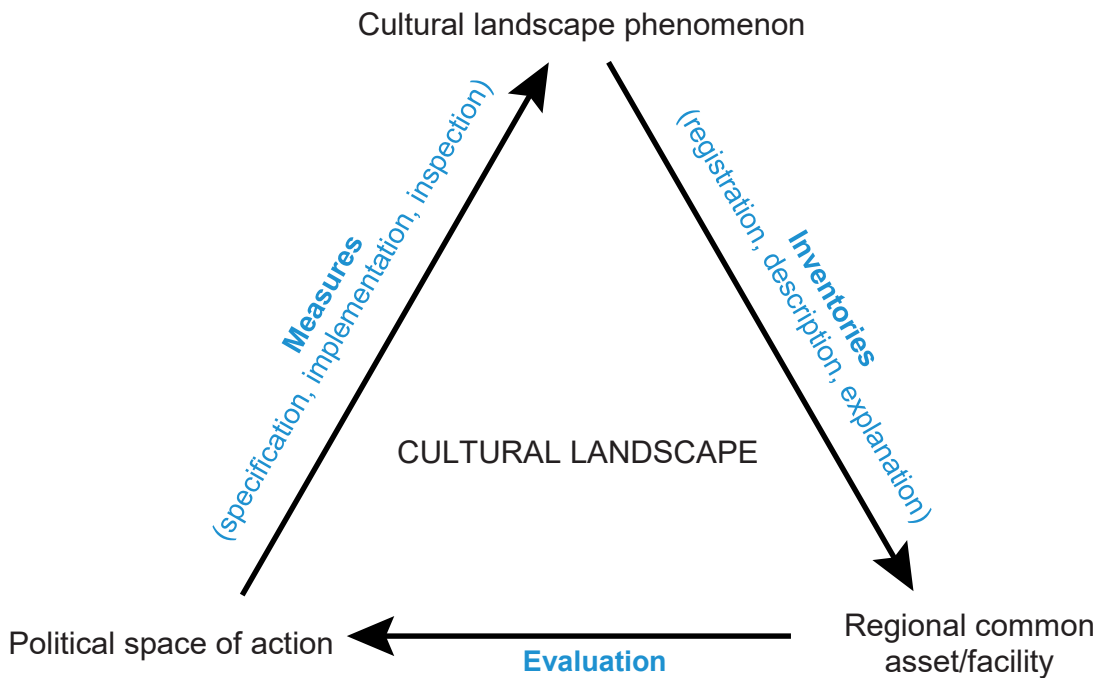 Cultural landscape phenomenon
Measures
(specification, implementation, inspection)
Inventories
(registration, description, explanation)
CULTURAL LANDSCAPE
Political space of action
Evaluation
Regional common
asset/facility